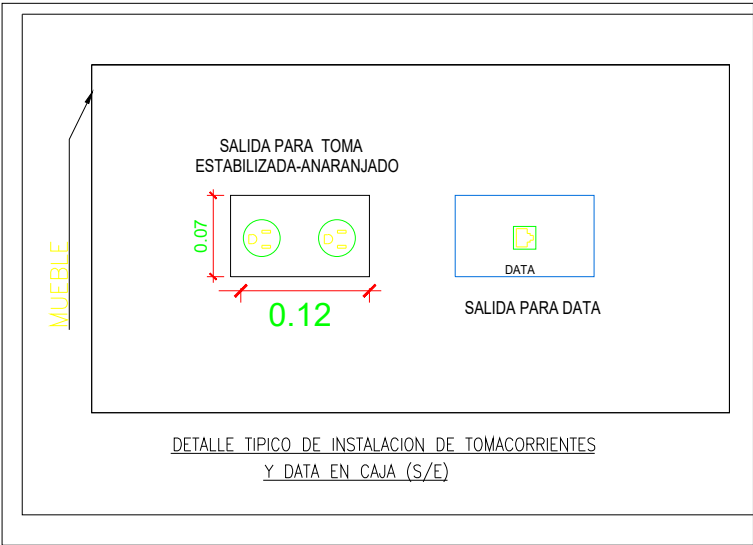 SALIDA PARA TOMA
ESTABILIZADA-ANARANJADO
0.07
0.12
MUEBLE
DATA
SALIDA PARA DATA
DETALLE TIPICO DE INSTALACION DE TOMACORRIENTES
Y DATA EN CAJA (S/E)